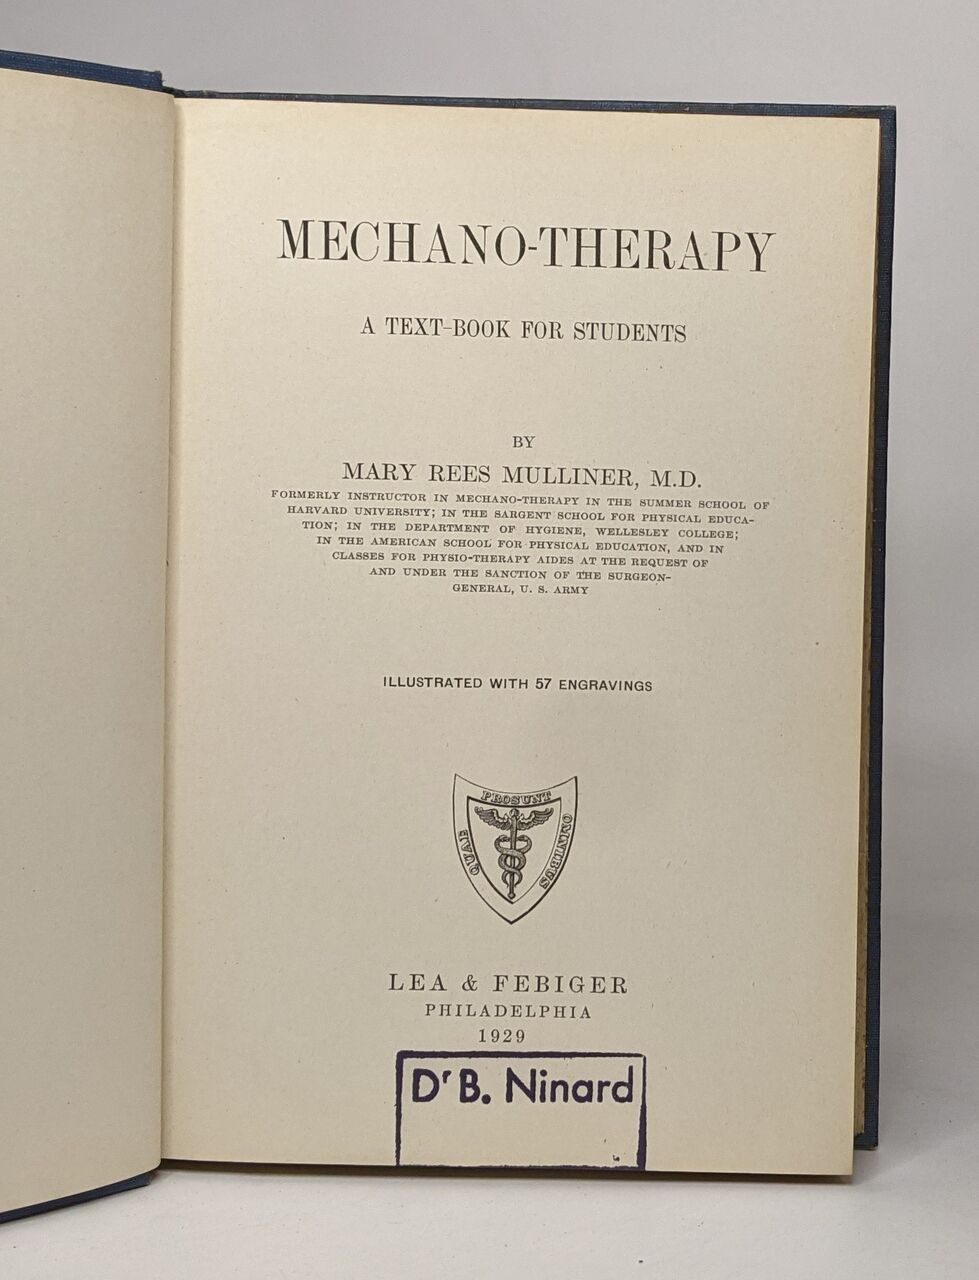 MECHANO-THERAPY
A TEXT-BOOK FOR STUDENTS
BY
MARY REES MULLINER, M.D.
FORMERLY INSTRUCTOR IN MECHANO-THERAPY IN THE SUMMER SCHOOL OF
HARVARD UNIVERSITY; IN THE SARGENT SCHOOL FOR PHYSICAL EDUCA-
TION; IN THE DEPARTMENT OF HYGIENE, WELLESLEY COLLEGE;
IN THE AMERICAN SCHOOL FOR PHYSICAL EDUCATION, AND IN
CLASSES FOR PHYSIO-THERAPY AIDES AT THE REQUEST OF
AND UNDER THE SANCTION OF THE SURGEON-
GENERAL, U. S. ARMY
ILLUSTRATED WITH 57 ENGRAVINGS
QUAE PROSUNT OMNIBUS
LEA & FEBIGER
PHILADELPHIA
1929
Dr B. Ninard